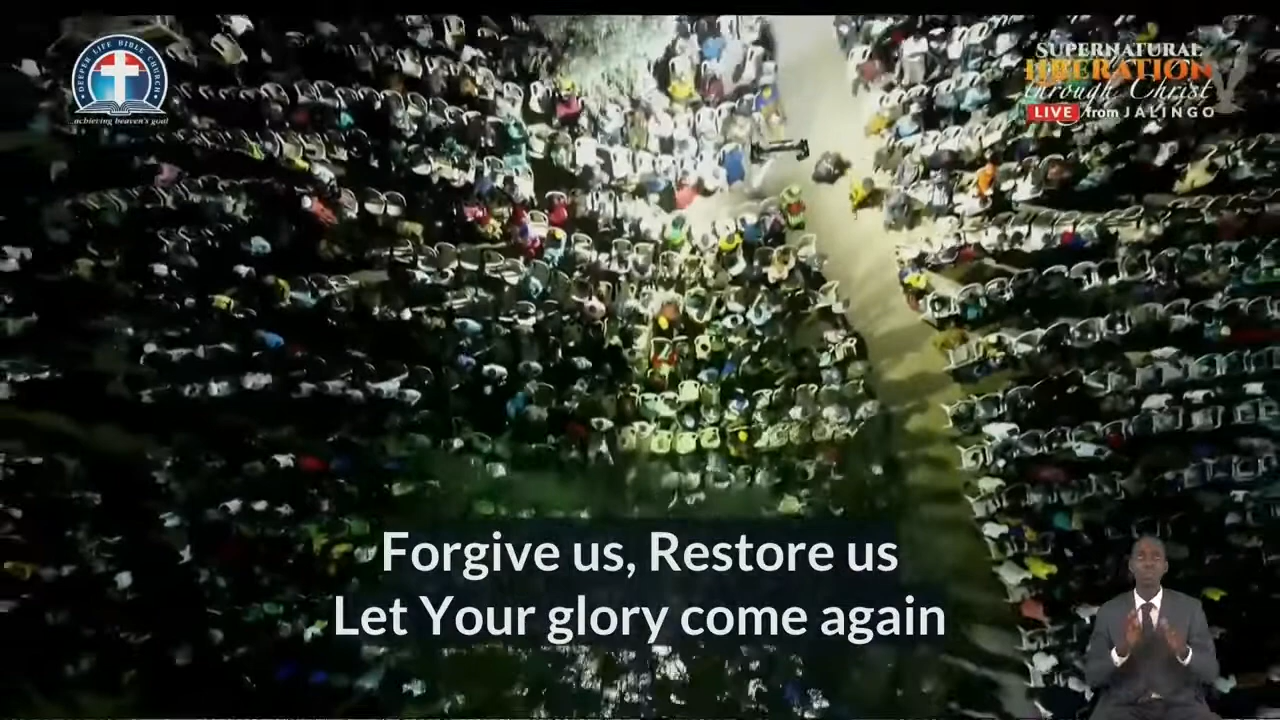 DEEPER LIFE BIBLE CHURCH
...achieving heaven's goal
SUPERNATURAL
LIBERATION
through Christ
LIVE from JALINGO
Forgive us, Restore us
Let Your glory come again